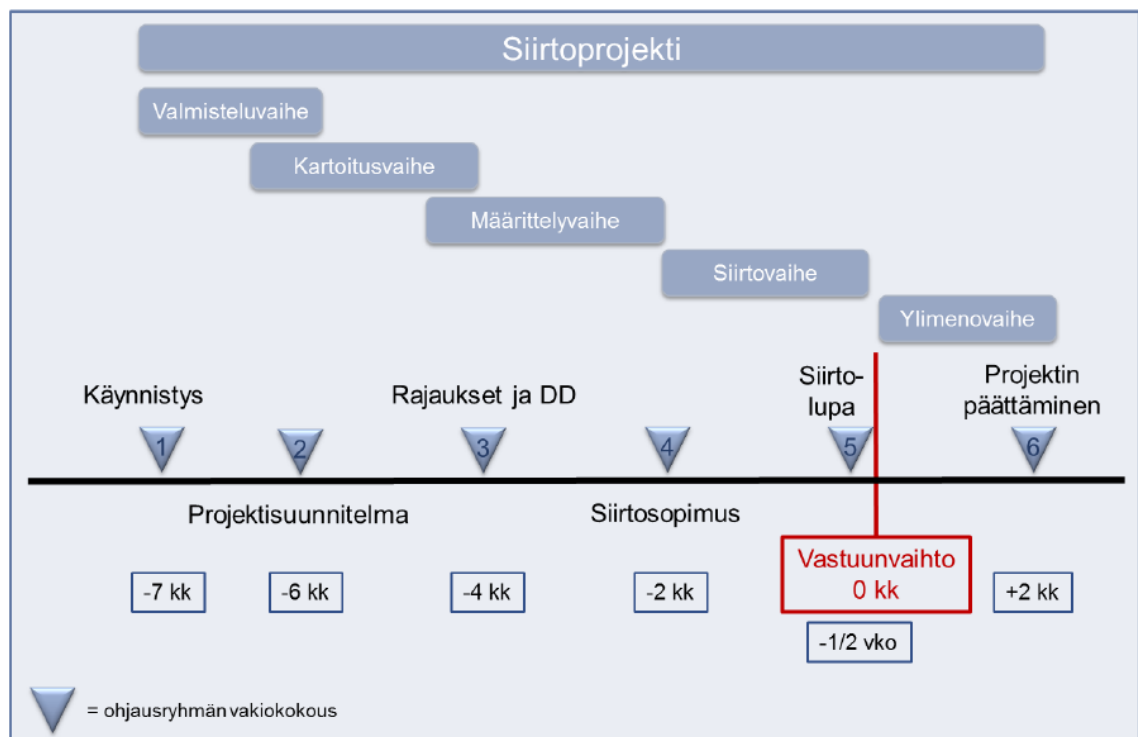 Siirtoprojekti
Valmisteluvaihe
Kartoitusvaihe
Määrittelyvaihe
Siirtovaihe
Ylimenovaihe
Käynnistys
Rajaukset ja DD
Siirto-
lupa
Projektin
päättäminen
1
2
3
4
5
6
Projektisuunnitelma
Siirtosopimus
Vastuunvaihto
0 kk
-7 kk
-6 kk
-4 kk
-2 kk
+2 kk
-1/2 vko
= ohjausryhmän vakiokokous